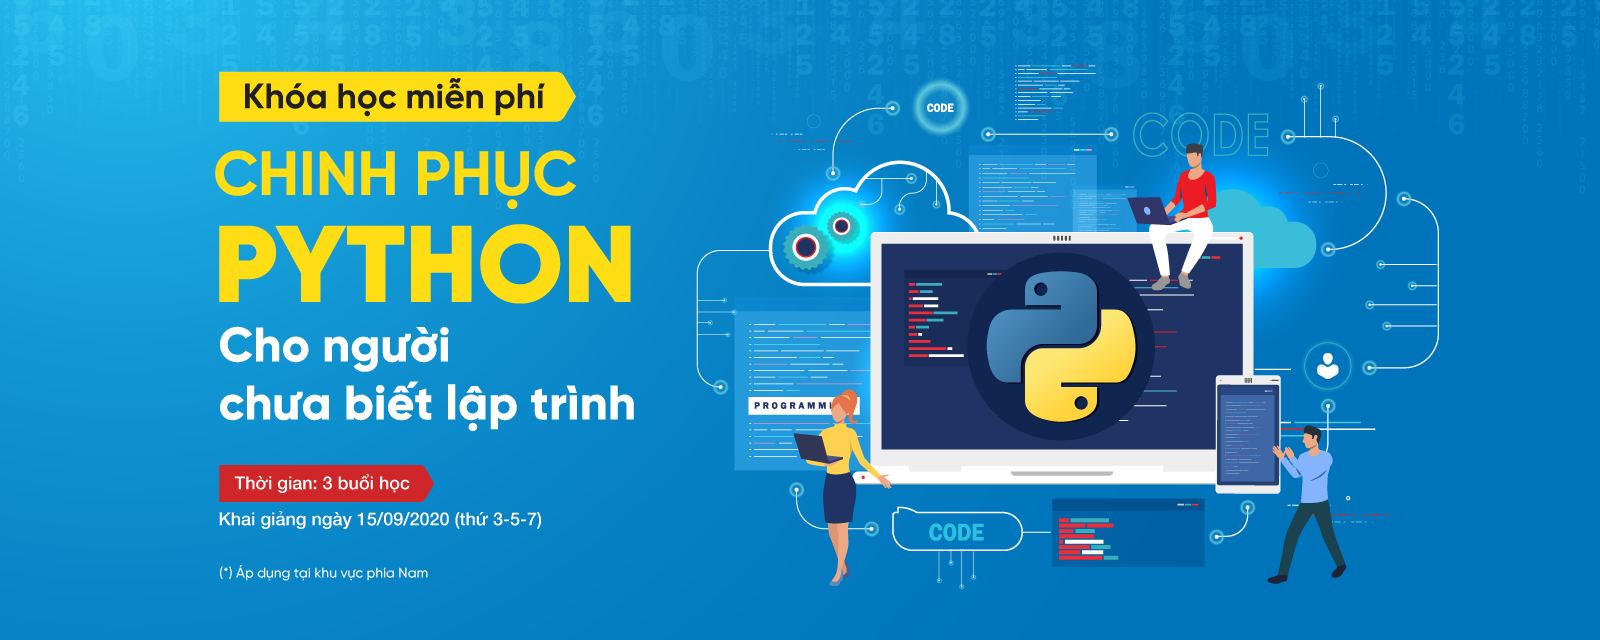 Khóa học miễn phí
CHINH PHỤC
PYTHON
Cho người
chưa biết lập trình
Thời gian: 3 buổi học
Khai giảng ngày 15/09/2020 (thứ 3-5-7)
(*) Áp dụng tại khu vực phía Nam
CODE
CODE
CODE